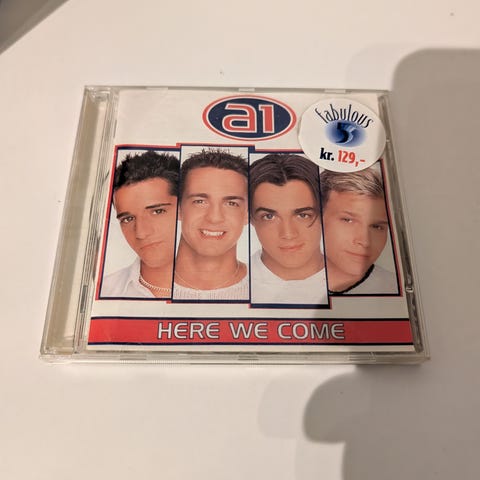 a1
fabulous
5
kr. 129,-
HERE WE COME